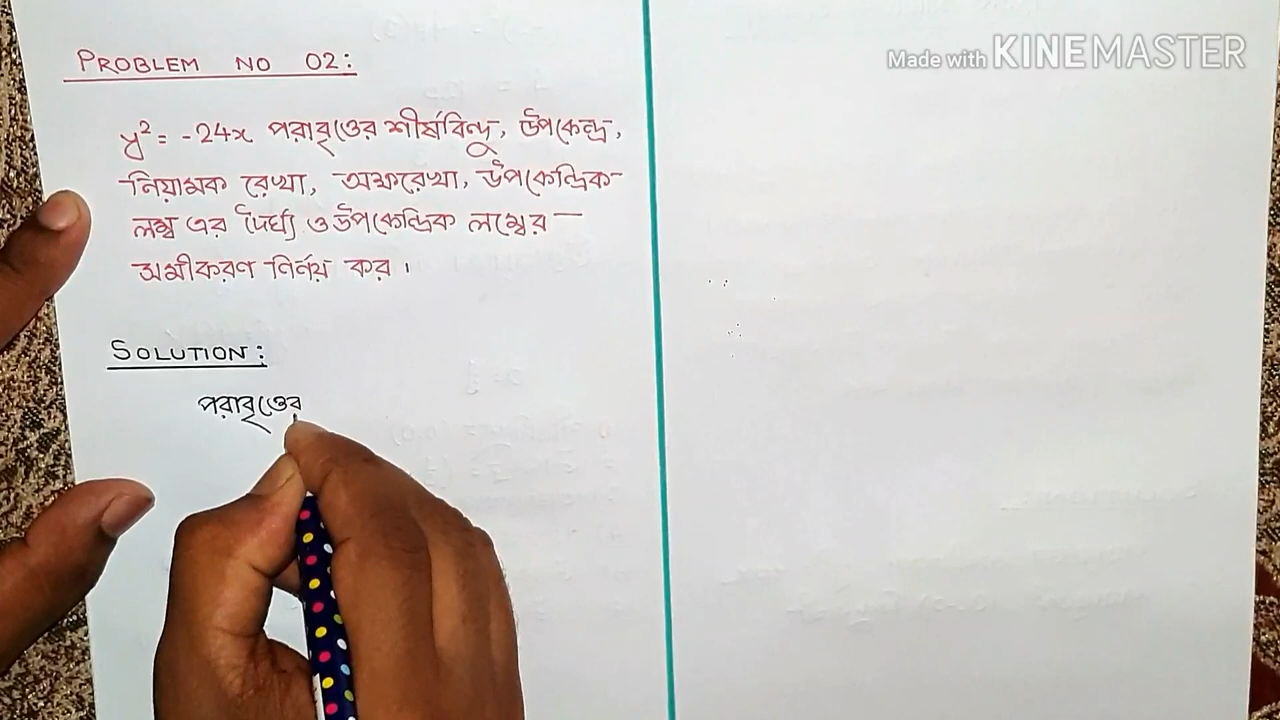 Made with KINEMASTER
PROBLEM NO 02:
y² = -24x পরাবৃত্তের শীর্ষবিন্দু, উপকেন্দ্র,
নিয়ামক রেখা, অক্ষরেখা, উপকেন্দ্রিক-
লম্ব এর দৈর্ঘ্য ও উপকেন্দ্রিক লম্বের —
সমীকরণ নির্নয় কর।
SOLUTION:
পরাবৃত্তের